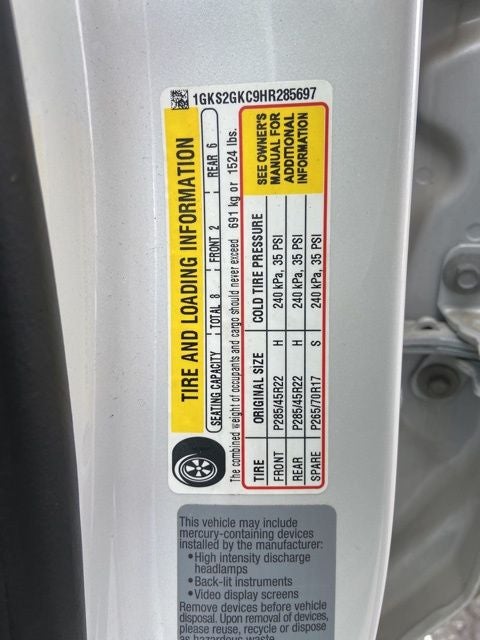 1GKS2GKC9HR285697
TIRE AND LOADING INFORMATION
SEATING CAPACITY TOTAL 8 FRONT 2 REAR 6
The combined weight of occupants and cargo should never exceed 691 kg or 1524 lbs.
TIRE ORIGINAL SIZE COLD TIRE PRESSURE
FRONT P285/45R22 H 240 kPa, 35 PSI
REAR P285/45R22 H 240 kPa, 35 PSI
SPARE P265/70R17 S 240 kPa, 35 PSI
SEE OWNER'S
MANUAL FOR
ADDITIONAL
INFORMATION
This vehicle may include
mercury-containing devices
installed by the manufacturer:
• High intensity discharge
headlamps
• Back-lit instruments
• Video display screens
Remove devices before vehicle
disposal. Upon removal of devices,
please reuse, recycle or dispose
as hazardous waste.